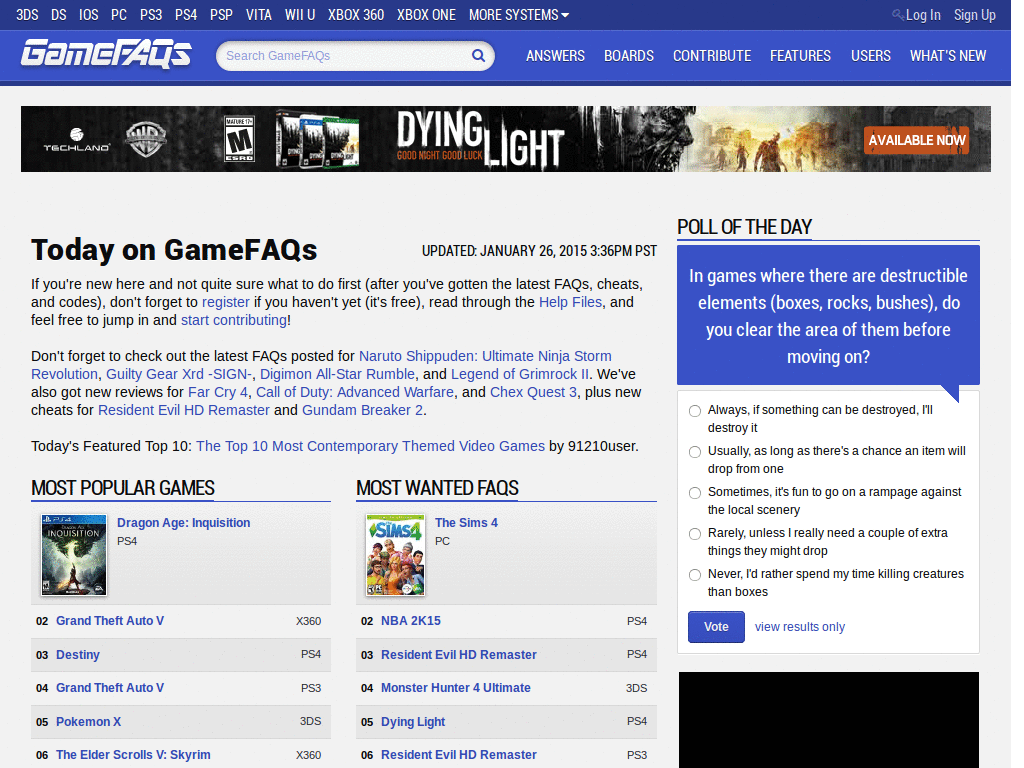 3DS DS IOS PC PS3 PS4 PSP VITA WII U XBOX 360 XBOX ONE MORE SYSTEMS Log In Sign Up
GameFAQs Search GameFAQs ANSWERS BOARDS CONTRIBUTE FEATURES USERS WHAT'S NEW
TECHLAND WB MATURE 17+ M ESRB DYING LIGHT GOOD NIGHT GOOD LUCK AVAILABLE NOW
Today on GameFAQs UPDATED: JANUARY 26, 2015 3:36PM PST
If you're new here and not quite sure what to do first (after you've gotten the latest FAQs, cheats,
and codes), don't forget to register if you haven't yet (it's free), read through the Help Files, and
feel free to jump in and start contributing!
Don't forget to check out the latest FAQs posted for Naruto Shippuden: Ultimate Ninja Storm
Revolution, Guilty Gear Xrd -SIGN-, Digimon All-Star Rumble, and Legend of Grimrock II. We've
also got new reviews for Far Cry 4, Call of Duty: Advanced Warfare, and Chex Quest 3, plus new
cheats for Resident Evil HD Remaster and Gundam Breaker 2.
Today's Featured Top 10: The Top 10 Most Contemporary Themed Video Games by 91210user.
MOST POPULAR GAMES
PS4 INQUISITION
Dragon Age: Inquisition
PS4
02 Grand Theft Auto V X360
03 Destiny PS4
04 Grand Theft Auto V PS3
05 Pokemon X 3DS
06 The Elder Scrolls V: Skyrim X360
MOST WANTED FAQS
The SIMS 4
The Sims 4
PC
02 NBA 2K15 PS4
03 Resident Evil HD Remaster PS4
04 Monster Hunter 4 Ultimate 3DS
05 Dying Light PS4
06 Resident Evil HD Remaster PS3
POLL OF THE DAY
In games where there are destructible
elements (boxes, rocks, bushes), do
you clear the area of them before
moving on?
Always, if something can be destroyed, I'll
destroy it
Usually, as long as there's a chance an item will
drop from one
Sometimes, it's fun to go on a rampage against
the local scenery
Rarely, unless I really need a couple of extra
things they might drop
Never, I'd rather spend my time killing creatures
than boxes
Vote view results only